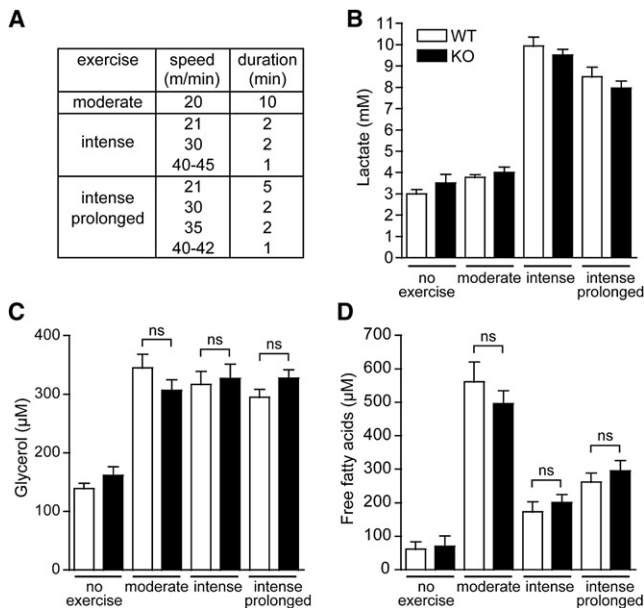 A
exercise speed (m/min) duration (min)
moderate 20 10
intense
21 2
30 2
40-45 1
intense prolonged
21 5
30 2
35 2
40-42 1
B
WT
KO
Lactate (mM)
11
10
9
8
7
6
5
4
3
2
1
0
no exercise moderate intense intense prolonged
C
Glycerol (µM)
400
300
200
100
0
ns ns ns
no exercise moderate intense intense prolonged
D
Free fatty acids (µM)
700
600
500
400
300
200
100
0
ns
ns
ns
no exercise moderate intense intense prolonged